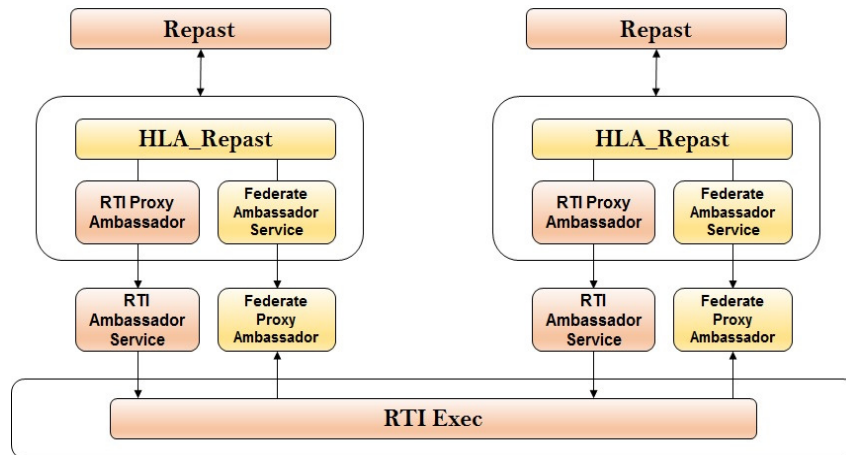 Repast
Repast
HLA_Repast
HLA_Repast
RTI Proxy
Ambassador
Federate
Ambassador
Service
RTI Proxy
Ambassador
Federate
Ambassador
Service
RTI
Ambassador
Service
Federate
Proxy
Ambassador
RTI
Ambassador
Service
Federate
Proxy
Ambassador
RTI Exec